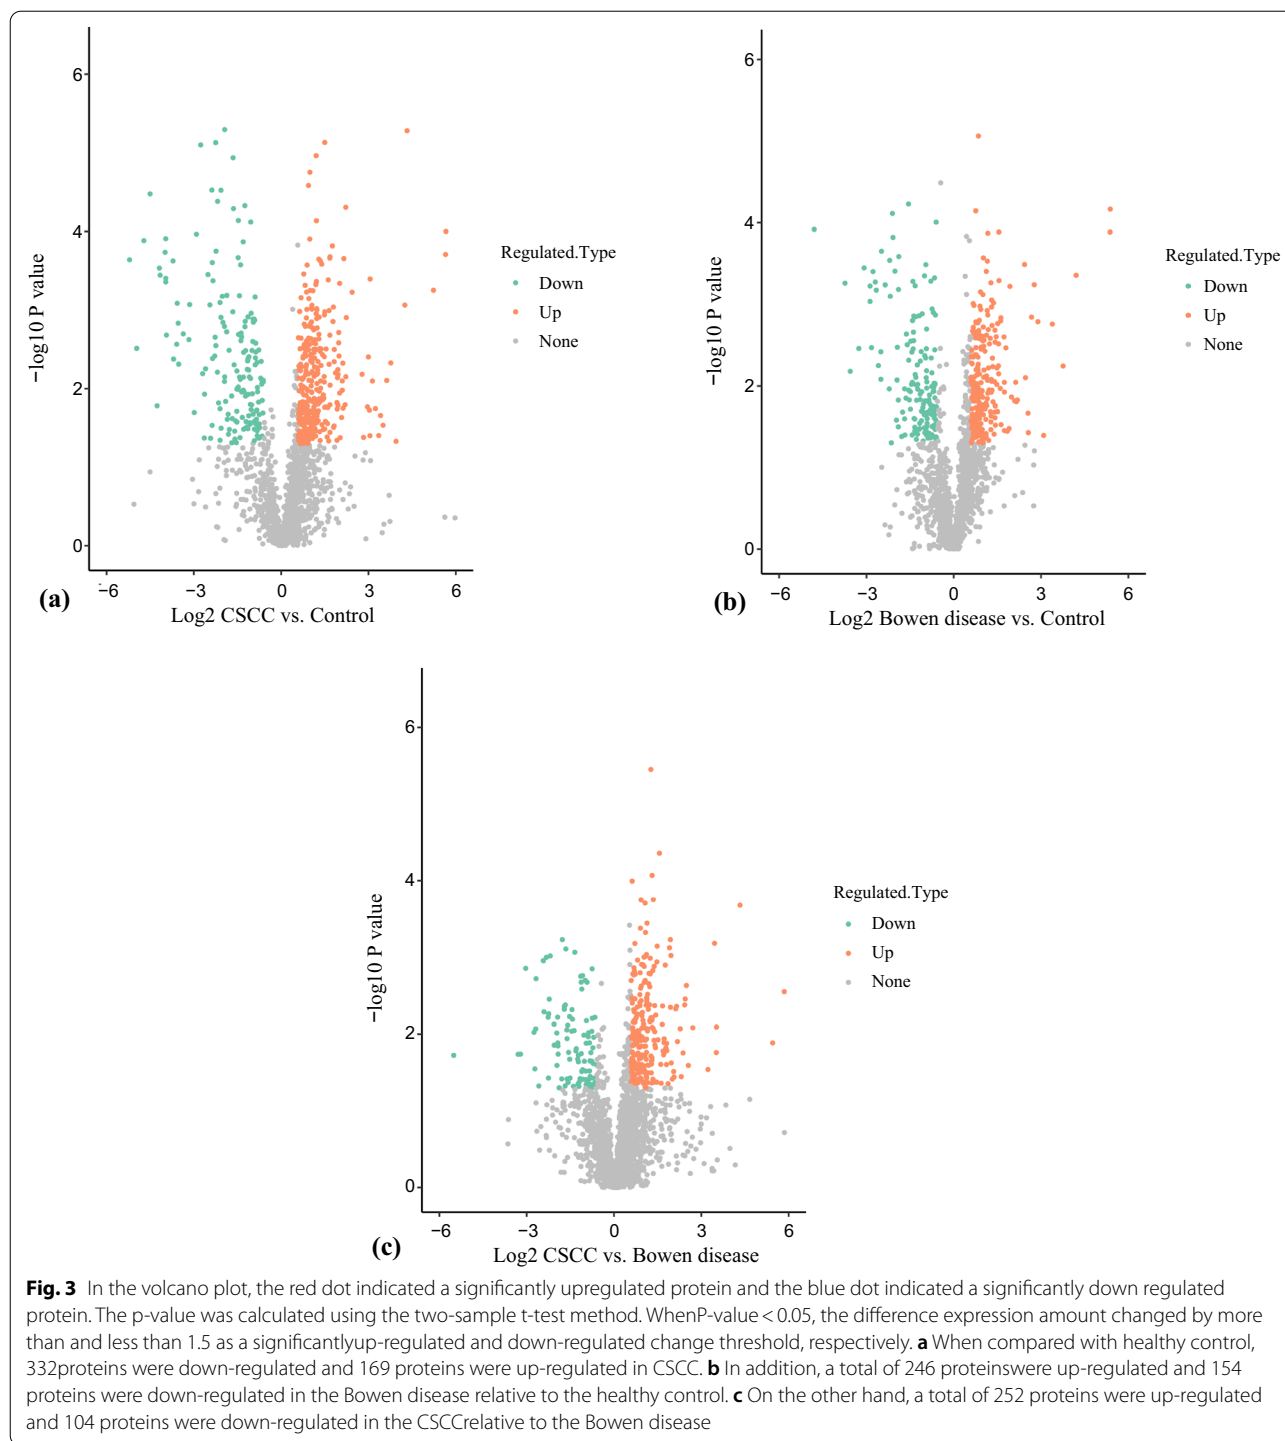 6
4
2
0
−log10 P value
−6
−3
0
3
6
Log2 CSCC vs. Control
(a)
Regulated.Type
Down
Up
None
6
4
2
0
−log10 P value
−6
−3
0
3
6
Log2 Bowen disease vs. Control
(b)
Regulated.Type
Down
Up
None
6
4
2
0
−log10 P value
−6
−3
0
3
6
Log2 CSCC vs. Bowen disease
(c)
Regulated.Type
Down
Up
None
Fig. 3 In the volcano plot, the red dot indicated a significantly upregulated protein and the blue dot indicated a significantly down regulated
protein. The p-value was calculated using the two-sample t-test method. WhenP-value < 0.05, the difference expression amount changed by more
than and less than 1.5 as a significantlyup-regulated and down-regulated change threshold, respectively. a When compared with healthy control,
332proteins were down-regulated and 169 proteins were up-regulated in CSCC. b In addition, a total of 246 proteinswere up-regulated and 154
proteins were down-regulated in the Bowen disease relative to the healthy control. c On the other hand, a total of 252 proteins were up-regulated
and 104 proteins were down-regulated in the CSCCrelative to the Bowen disease